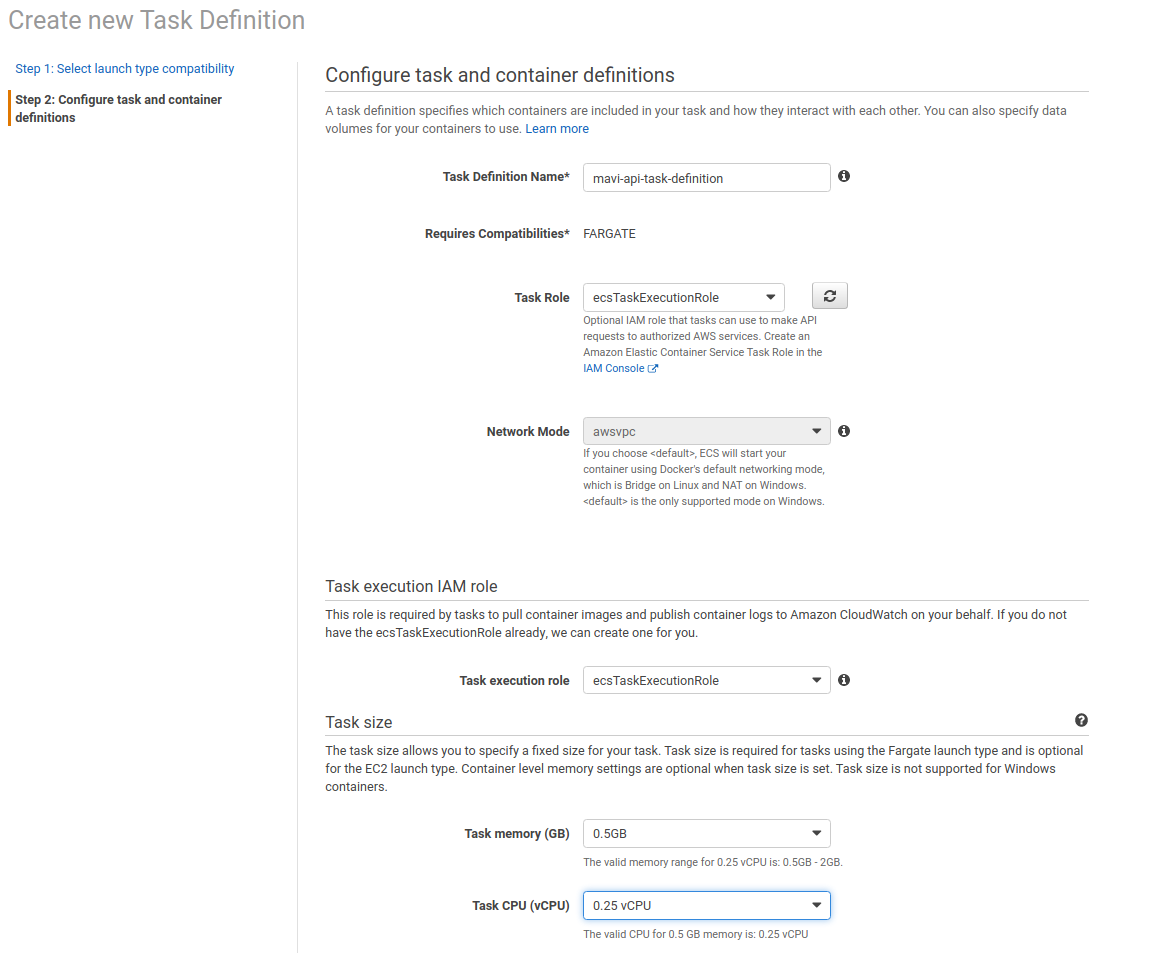 Create new Task Definition
Step 1: Select launch type compatibility
Step 2: Configure task and container
definitions
Configure task and container definitions
A task definition specifies which containers are included in your task and how they interact with each other. You can also specify data
volumes for your containers to use. Learn more
Task Definition Name*
mavi-api-task-definition
Requires Compatibilities*
FARGATE
Task Role
ecsTaskExecutionRole
Optional IAM role that tasks can use to make API
requests to authorized AWS services. Create an
Amazon Elastic Container Service Task Role in the
IAM Console
Network Mode
awsvpc
If you choose <default>, ECS will start your
container using Docker's default networking mode,
which is Bridge on Linux and NAT on Windows.
<default> is the only supported mode on Windows.
Task execution IAM role
This role is required by tasks to pull container images and publish container logs to Amazon CloudWatch on your behalf. If you do not
have the ecsTaskExecutionRole already, we can create one for you.
Task execution role
ecsTaskExecutionRole
Task size
The task size allows you to specify a fixed size for your task. Task size is required for tasks using the Fargate launch type and is optional
for the EC2 launch type. Container level memory settings are optional when task size is set. Task size is not supported for Windows
containers.
Task memory (GB)
0.5GB
The valid memory range for 0.25 vCPU is: 0.5GB - 2GB.
Task CPU (vCPU)
0.25 vCPU
The valid CPU for 0.5 GB memory is: 0.25 vCPU